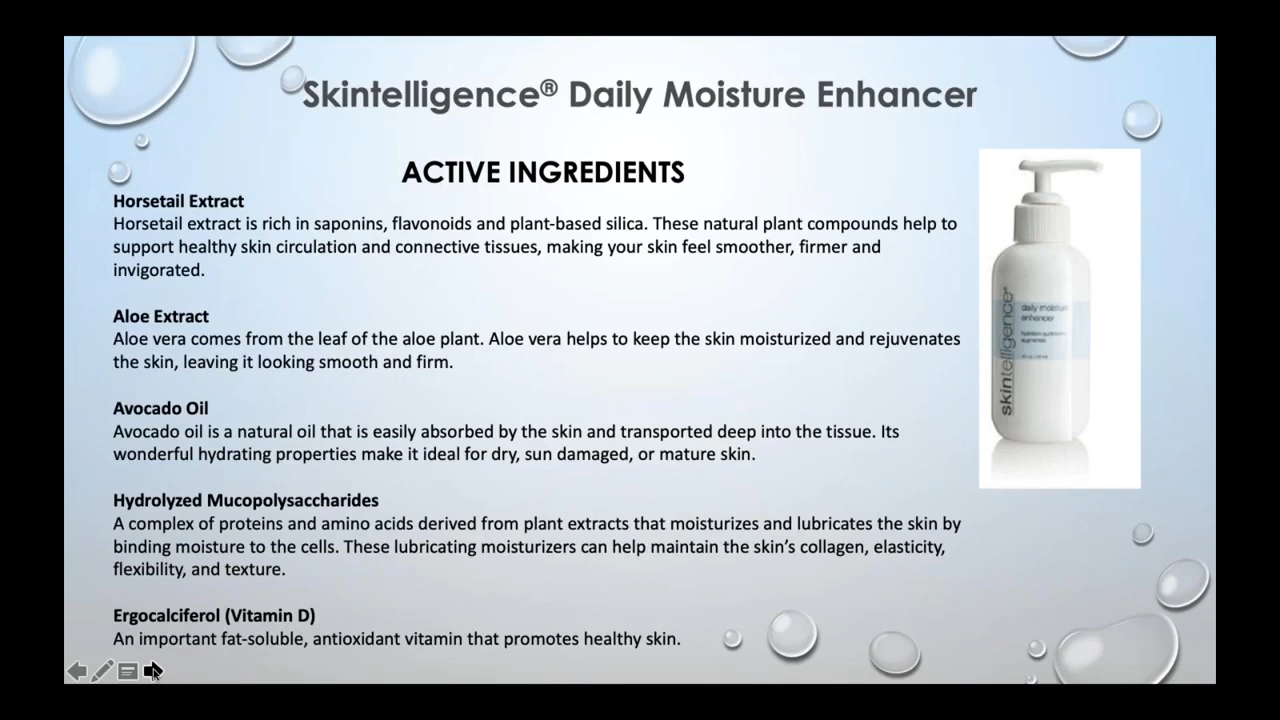 Skintelligence® Daily Moisture Enhancer
ACTIVE INGREDIENTS
Horsetail Extract
Horsetail extract is rich in saponins, flavonoids and plant-based silica. These natural plant compounds help to
support healthy skin circulation and connective tissues, making your skin feel smoother, firmer and
invigorated.
Aloe Extract
Aloe vera comes from the leaf of the aloe plant. Aloe vera helps to keep the skin moisturized and rejuvenates
the skin, leaving it looking smooth and firm.
Avocado Oil
Avocado oil is a natural oil that is easily absorbed by the skin and transported deep into the tissue. Its
wonderful hydrating properties make it ideal for dry, sun damaged, or mature skin.
Hydrolyzed Mucopolysaccharides
A complex of proteins and amino acids derived from plant extracts that moisturizes and lubricates the skin by
binding moisture to the cells. These lubricating moisturizers can help maintain the skin’s collagen, elasticity,
flexibility, and texture.
Ergocalciferol (Vitamin D)
An important fat-soluble, antioxidant vitamin that promotes healthy skin.
skintelligence®
daily moisture
enhancer